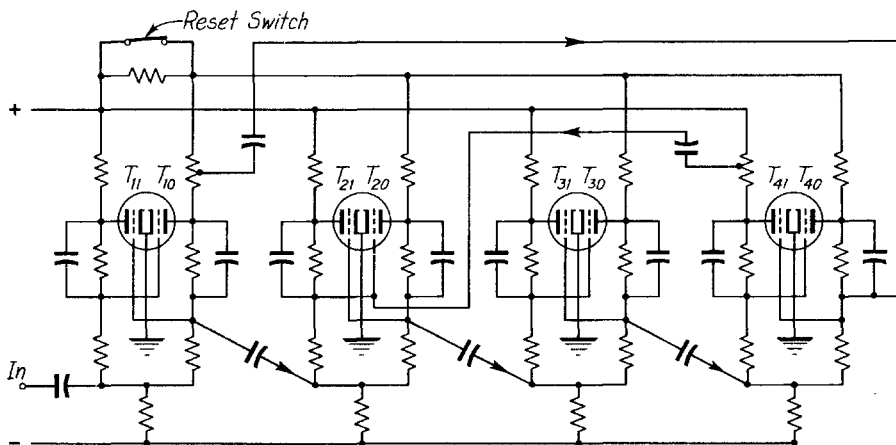 Reset Switch
+
T11 T10
T21 T20
T31 T30
T41 T40
In
−